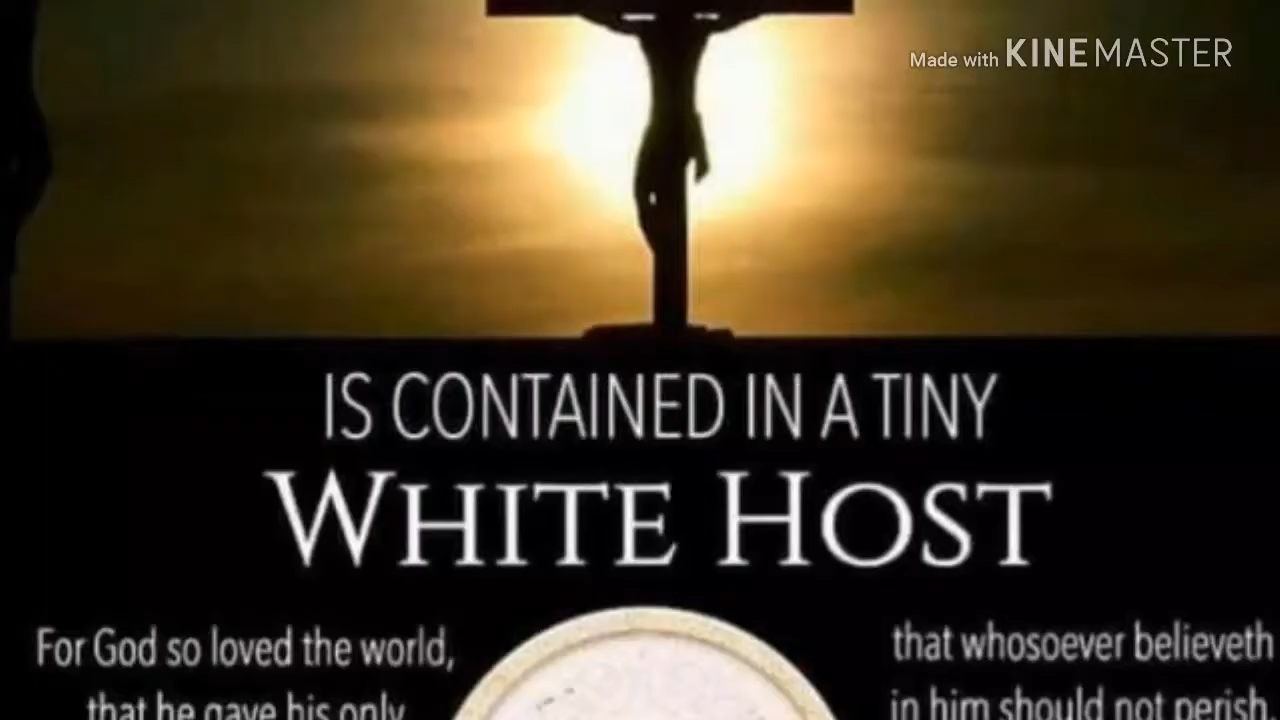 Made with KINEMASTER
IS CONTAINED IN A TINY
WHITE HOST
For God so loved the world,
that he gave his only
that whosoever believeth
in him should not perish,